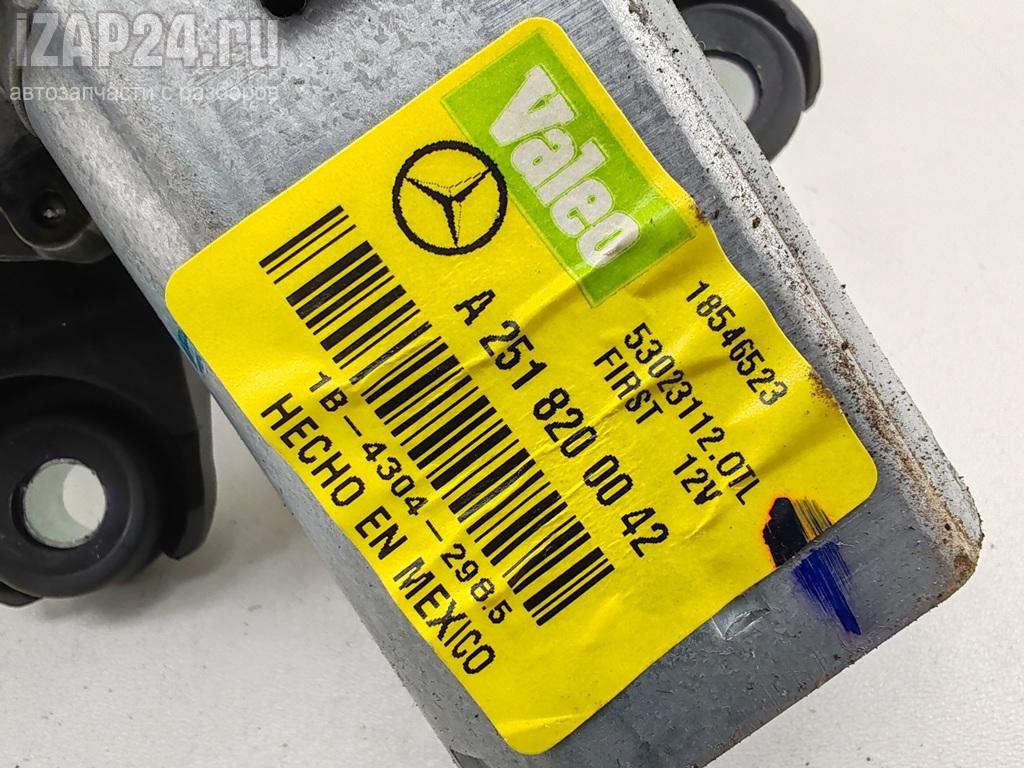 iZAP24.ru
автозапчасти с разборов
Valeo
18546523
53023112.0TL
FIRST 12V
A 251 820 00 42
1B-4304-298.5
HECHO EN MEXICO